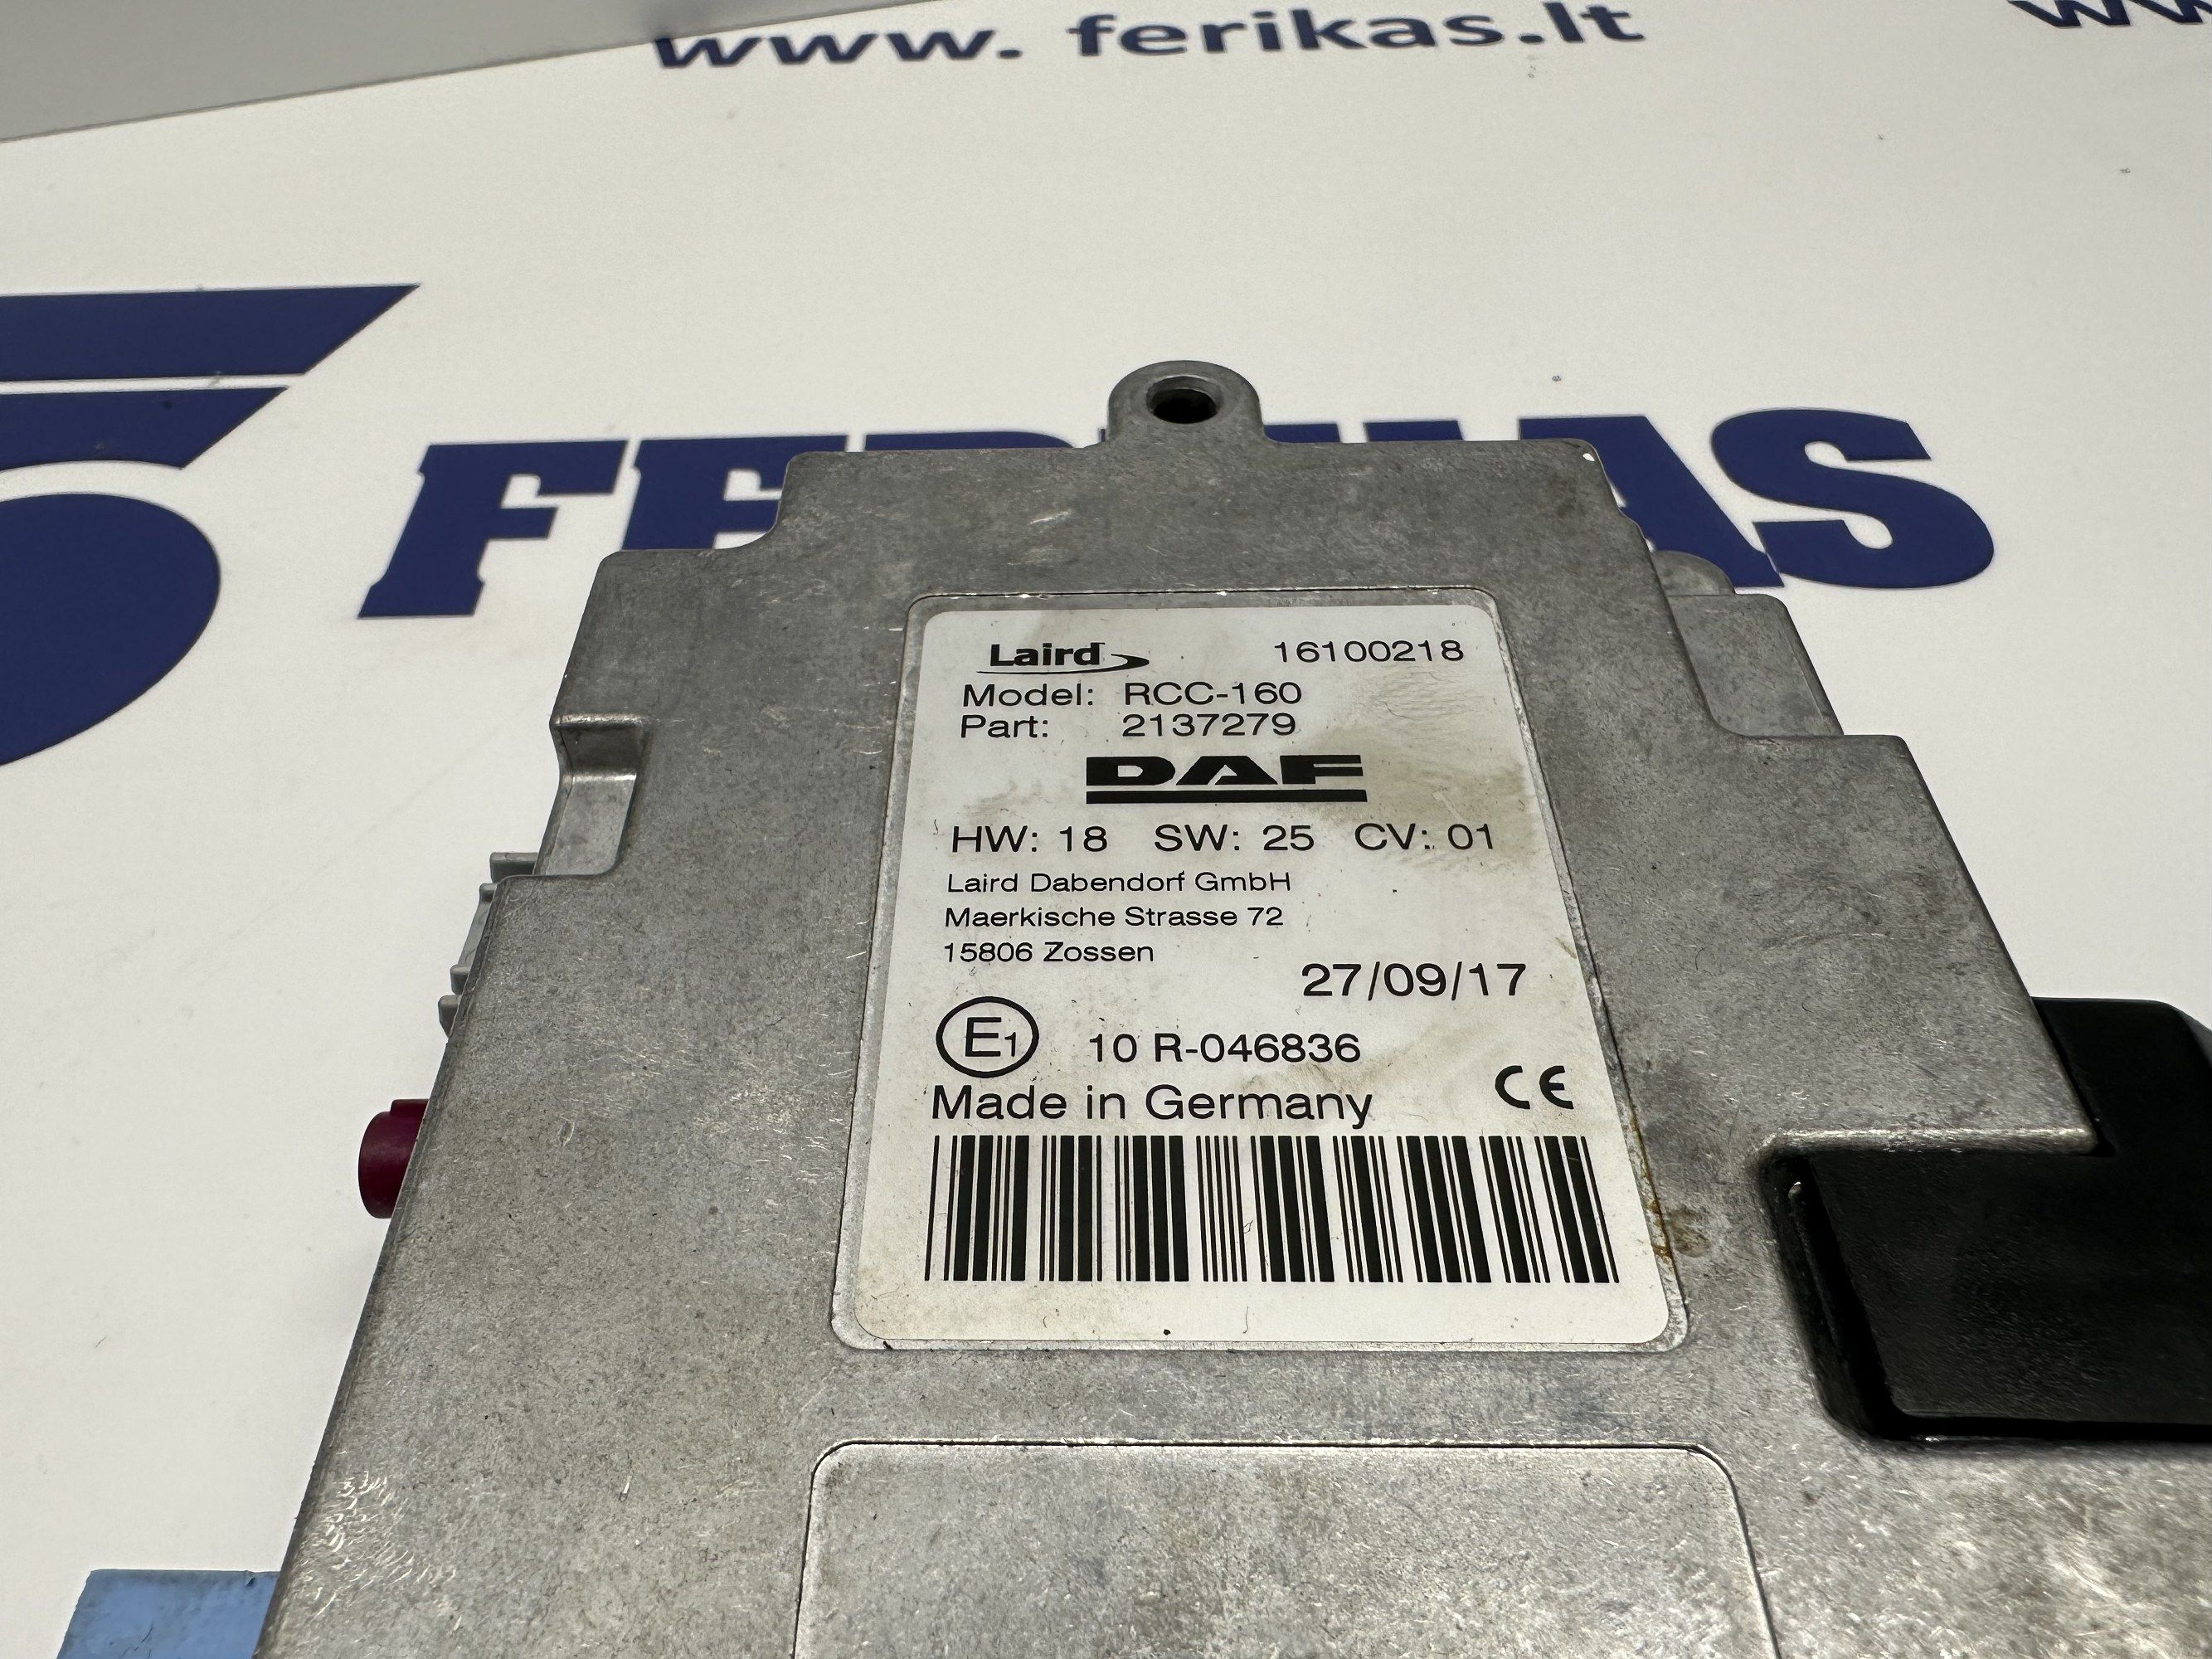 www. ferikas.lt
FERIKAS
Laird 16100218
Model: RCC-160
Part: 2137279
DAF
HW: 18 SW: 25 CV: 01
Laird Dabendorf GmbH
Maerkische Strasse 72
15806 Zossen
27/09/17
E1 10 R-046836
Made in Germany CE